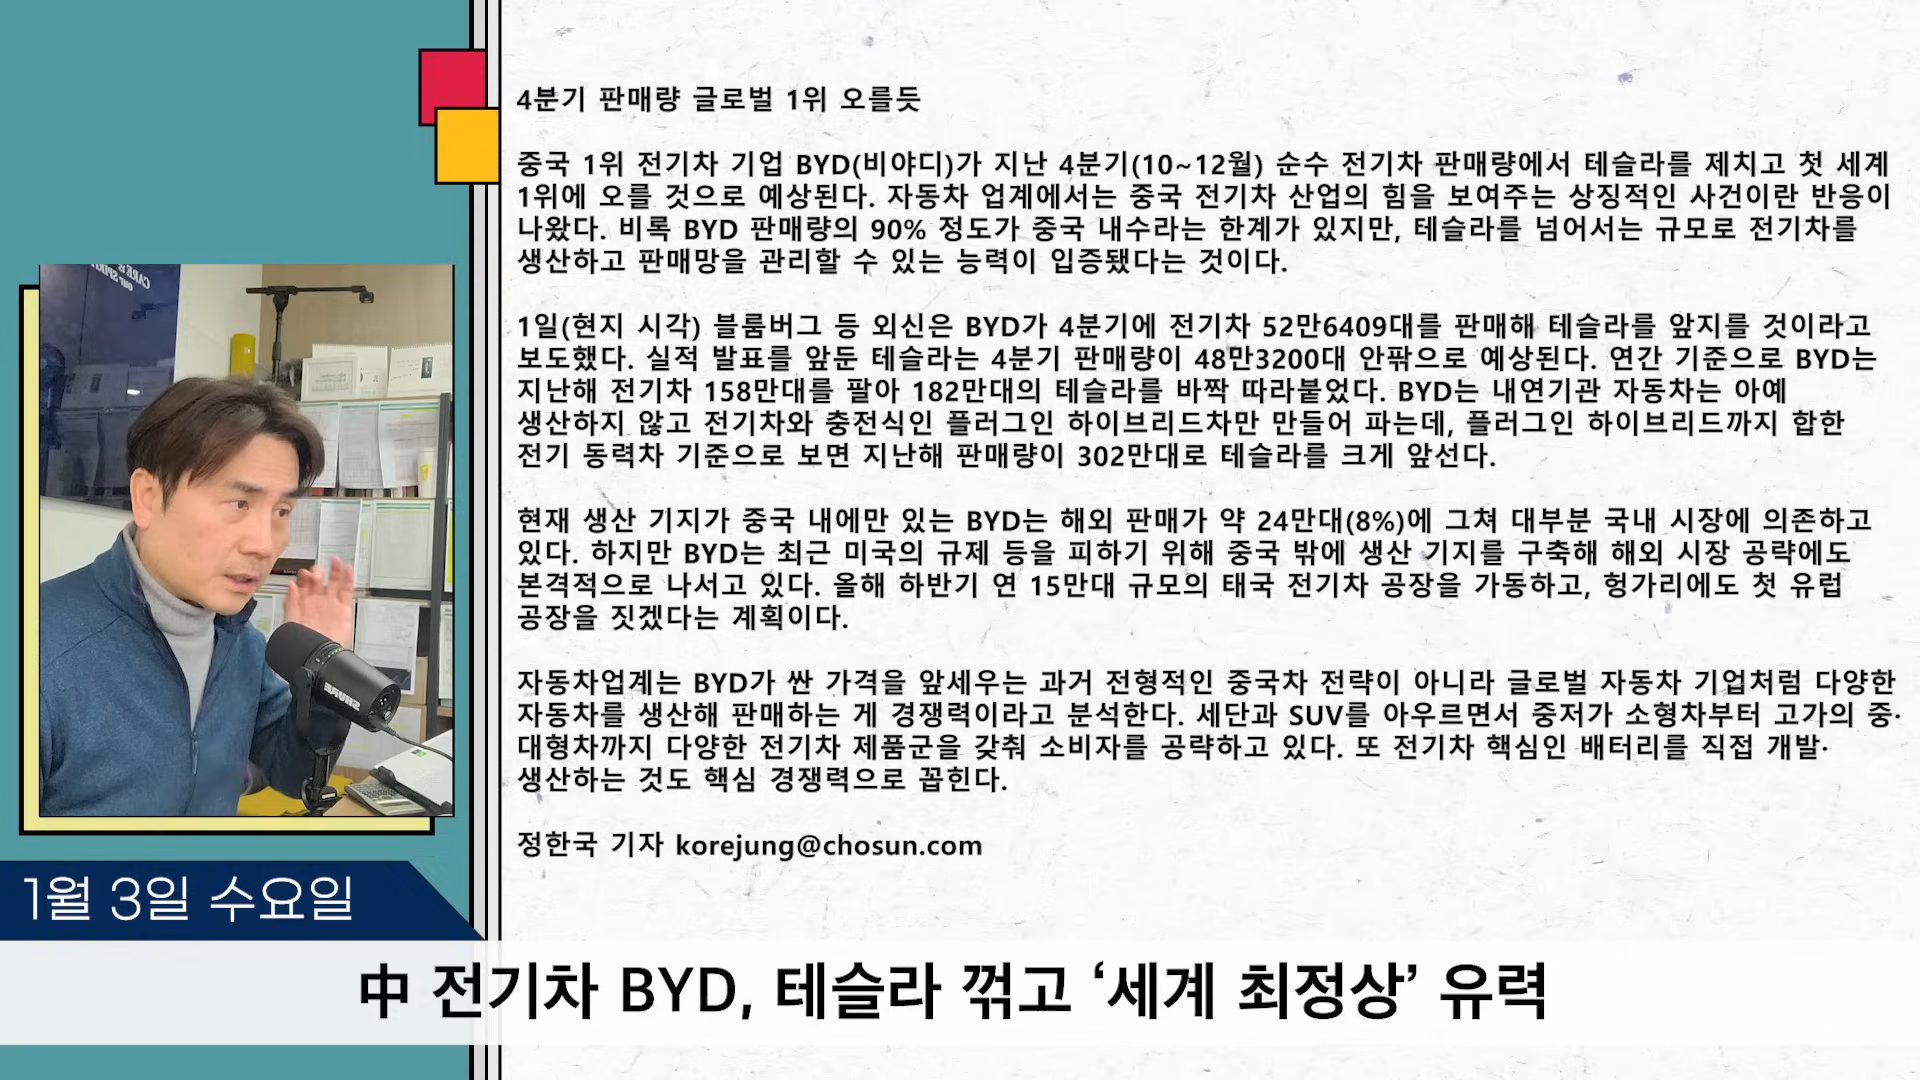 4분기 판매량 글로벌 1위 오를듯
중국 1위 전기차 기업 BYD(비야디)가 지난 4분기(10~12월) 순수 전기차 판매량에서 테슬라를 제치고 첫 세계
1위에 오를 것으로 예상된다. 자동차 업계에서는 중국 전기차 산업의 힘을 보여주는 상징적인 사건이란 반응이
나왔다. 비록 BYD 판매량의 90% 정도가 중국 내수라는 한계가 있지만, 테슬라를 넘어서는 규모로 전기차를
생산하고 판매망을 관리할 수 있는 능력이 입증됐다는 것이다.
1일(현지 시각) 블룸버그 등 외신은 BYD가 4분기에 전기차 52만6409대를 판매해 테슬라를 앞지를 것이라고
보도했다. 실적 발표를 앞둔 테슬라는 4분기 판매량이 48만3200대 안팎으로 예상된다. 연간 기준으로 BYD는
지난해 전기차 158만대를 팔아 182만대의 테슬라를 바짝 따라붙었다. BYD는 내연기관 자동차는 아예
생산하지 않고 전기차와 충전식인 플러그인 하이브리드차만 만들어 파는데, 플러그인 하이브리드까지 합한
전기 동력차 기준으로 보면 지난해 판매량이 302만대로 테슬라를 크게 앞선다.
현재 생산 기지가 중국 내에만 있는 BYD는 해외 판매가 약 24만대(8%)에 그쳐 대부분 국내 시장에 의존하고
있다. 하지만 BYD는 최근 미국의 규제 등을 피하기 위해 중국 밖에 생산 기지를 구축해 해외 시장 공략에도
본격적으로 나서고 있다. 올해 하반기 연 15만대 규모의 태국 전기차 공장을 가동하고, 헝가리에도 첫 유럽
공장을 짓겠다는 계획이다.
자동차업계는 BYD가 싼 가격을 앞세우는 과거 전형적인 중국차 전략이 아니라 글로벌 자동차 기업처럼 다양한
자동차를 생산해 판매하는 게 경쟁력이라고 분석한다. 세단과 SUV를 아우르면서 중저가 소형차부터 고가의 중·
대형차까지 다양한 전기차 제품군을 갖춰 소비자를 공략하고 있다. 또 전기차 핵심인 배터리를 직접 개발·
생산하는 것도 핵심 경쟁력으로 꼽힌다.
정한국 기자 korejung@chosun.com
CARE is
our SPIRIT
SHURE
1월 3일 수요일
中 전기차 BYD, 테슬라 꺾고 ‘세계 최정상’ 유력